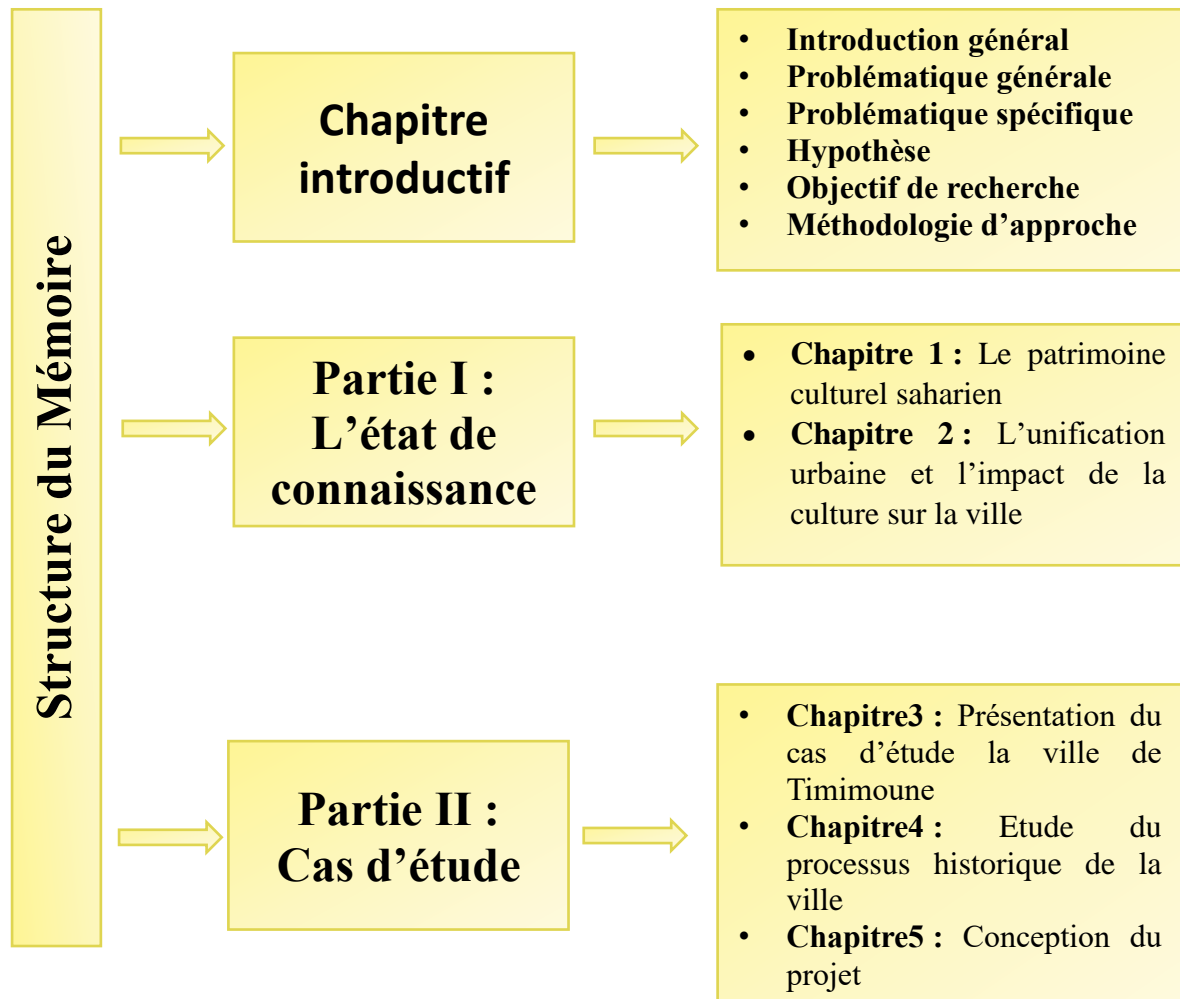 Structure du Mémoire
Chapitre
introductif
• Introduction général
• Problématique générale
• Problématique spécifique
• Hypothèse
• Objectif de recherche
• Méthodologie d’approche
Partie I :
L’état de
connaissance
• Chapitre 1 : Le patrimoine
culturel saharien
• Chapitre 2 : L’unification
urbaine et l’impact de la
culture sur la ville
Partie II :
Cas d’étude
• Chapitre3 : Présentation du
cas d’étude la ville de
Timimoune
• Chapitre4 : Etude du
processus historique de la
ville
• Chapitre5 : Conception du
projet